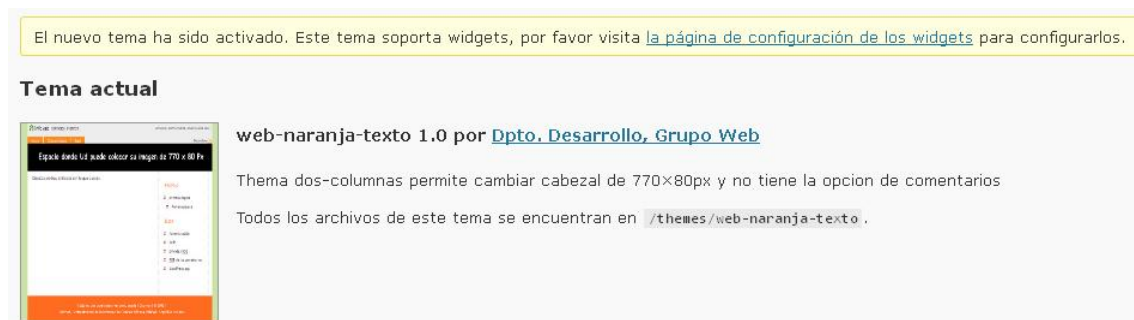 El nuevo tema ha sido activado. Este tema soporta widgets, por favor visita la página de configuración de los widgets para configurarlos.
Tema actual
web-naranja-texto 1.0 por Dpto. Desarrollo, Grupo Web
Espacio donde Ud puede colocar su imagen de 770 x 80 Px
Thema dos-columnas permite cambiar cabezal de 770×80px y no tiene la opcion de comentarios
Todos los archivos de este tema se encuentran en /themes/web-naranja-texto.